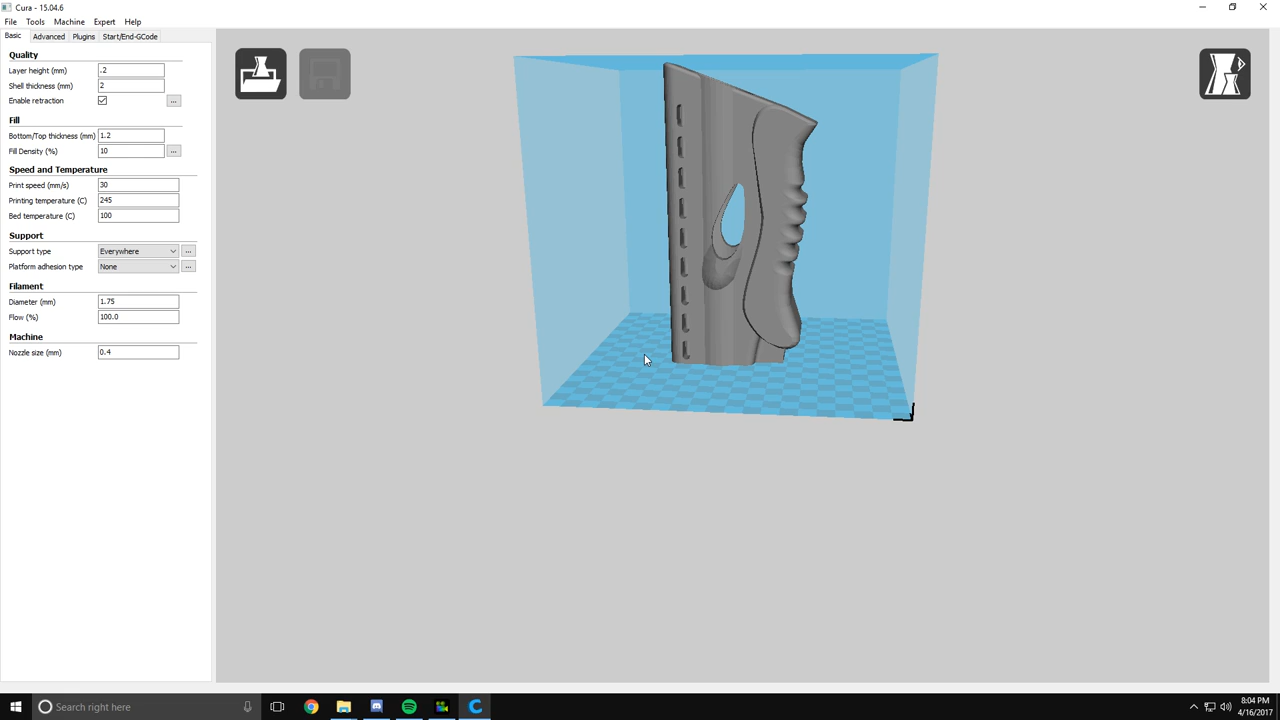 Cura - 15.04.6
File Tools Machine Expert Help
Basic Advanced Plugins Start/End-GCode
Quality
Layer height (mm) .2
Shell thickness (mm) 2
Enable retraction ...
Fill
Bottom/Top thickness (mm) 1.2
Fill Density (%) 10 ...
Speed and Temperature
Print speed (mm/s) 30
Printing temperature (C) 245
Bed temperature (C) 100
Support
Support type Everywhere ...
Platform adhesion type None ...
Filament
Diameter (mm) 1.75
Flow (%) 100.0
Machine
Nozzle size (mm) 0.4
Search right here
8:04 PM
4/16/2017